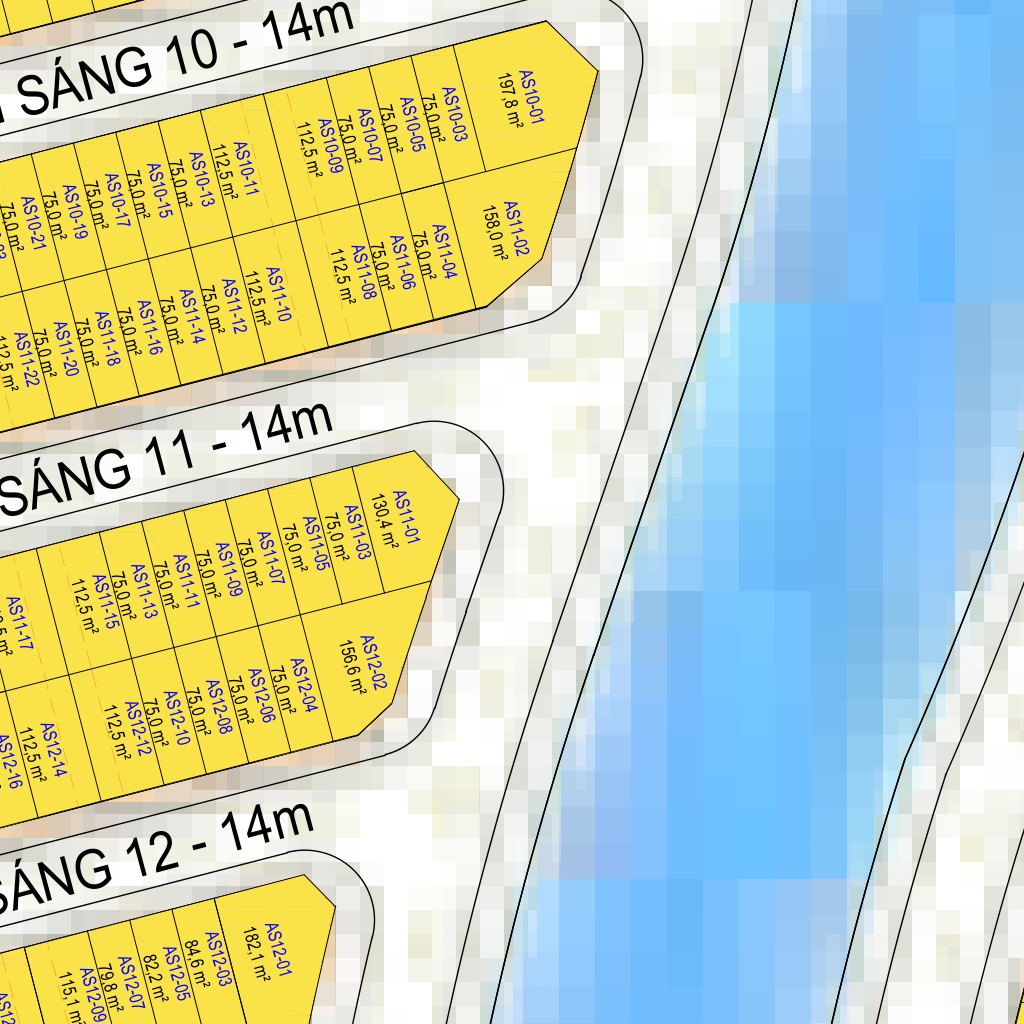 SÁNG 10 - 14m
AS10-01
197,8 m²
AS10-03
75,0 m²
AS10-05
75,0 m²
AS10-07
75,0 m²
AS10-09
112,5 m²
AS10-11
112,5 m²
AS10-13
75,0 m²
AS10-15
75,0 m²
AS10-17
75,0 m²
AS10-19
75,0 m²
AS10-21
75,0 m²
AS11-02
158,0 m²
AS11-04
75,0 m²
AS11-06
75,0 m²
AS11-08
112,5 m²
AS11-10
112,5 m²
AS11-12
75,0 m²
AS11-14
75,0 m²
AS11-16
75,0 m²
AS11-18
75,0 m²
AS11-20
75,0 m²
AS11-22
112,5 m²
SÁNG 11 - 14m
AS11-01
130,4 m²
AS11-03
75,0 m²
AS11-05
75,0 m²
AS11-07
75,0 m²
AS11-09
75,0 m²
AS11-11
75,0 m²
AS11-13
75,0 m²
AS11-15
112,5 m²
AS11-17
AS12-02
156,6 m²
AS12-04
75,0 m²
AS12-06
75,0 m²
AS12-08
75,0 m²
AS12-10
75,0 m²
AS12-12
112,5 m²
AS12-14
112,5 m²
AS12-16
SÁNG 12 - 14m
AS12-01
182,1 m²
AS12-03
84,6 m²
AS12-05
82,2 m²
AS12-07
79,8 m²
AS12-09
115,1 m²